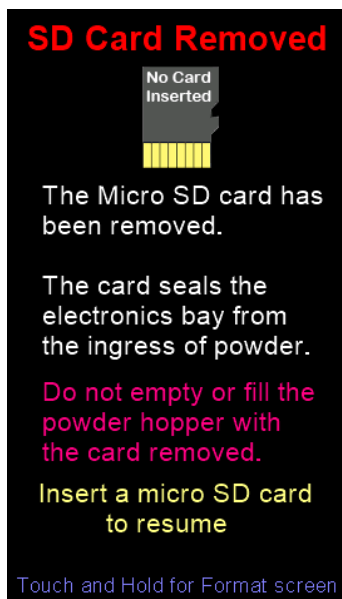 SD Card Removed
No Card
Inserted
The Micro SD card has
been removed.
The card seals the
electronics bay from
the ingress of powder.
Do not empty or fill the
powder hopper with
the card removed.
Insert a micro SD card
to resume
Touch and Hold for Format screen